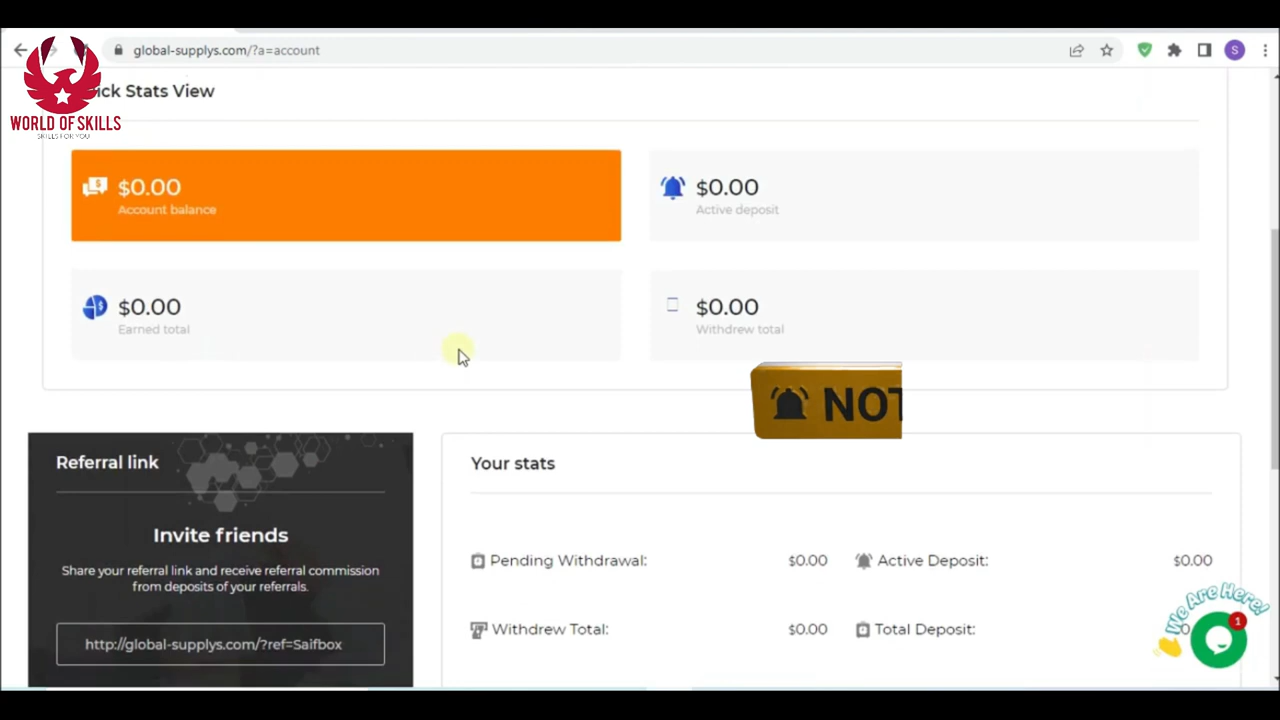 global-supplys.com/?a=account
S
WORLD OF SKILLS
SKILLS FOR YOU
ick Stats View
$0.00
Account balance
$0.00
Active deposit
$0.00
Earned total
$0.00
Withdrew total
NOT
Referral link
Invite friends
Share your referral link and receive referral commission
from deposits of your referrals.
http://global-supplys.com/?ref=Saifbox
Your stats
Pending Withdrawal: $0.00
Active Deposit: $0.00
Withdrew Total: $0.00
Total Deposit:
We Are Here!
1